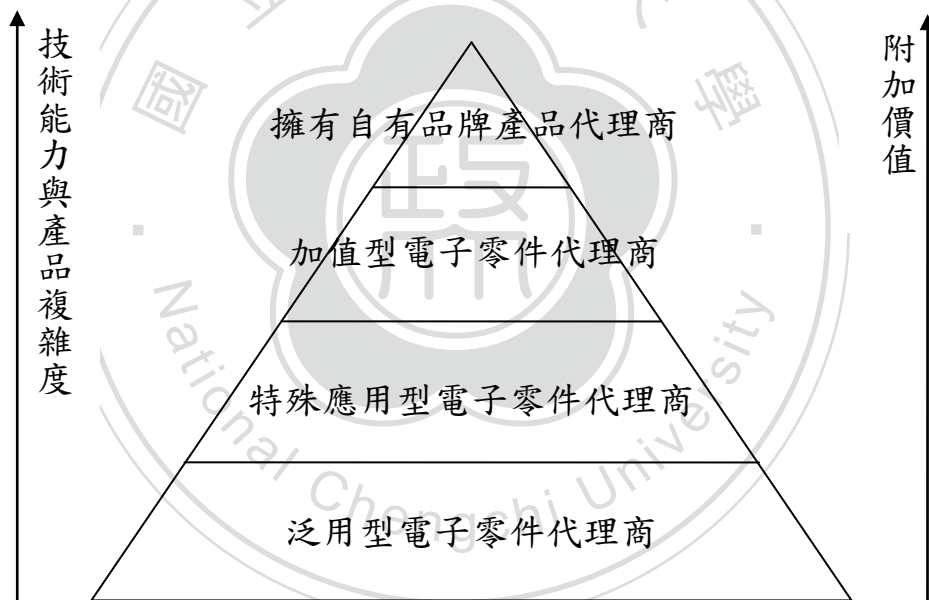 技術能力與產品複雜度
附加價值
擁有自有品牌產品代理商
加值型電子零件代理商
特殊應用型電子零件代理商
泛用型電子零件代理商
國
學
政
National Chengchi University